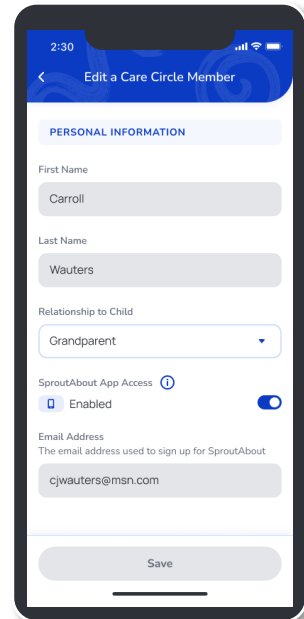 2:30
Edit a Care Circle Member
PERSONAL INFORMATION
First Name
Carroll
Last Name
Wauters
Relationship to Child
Grandparent
SproutAbout App Access i
Enabled
Email Address
The email address used to sign up for SproutAbout
cjwauters@msn.com
Save